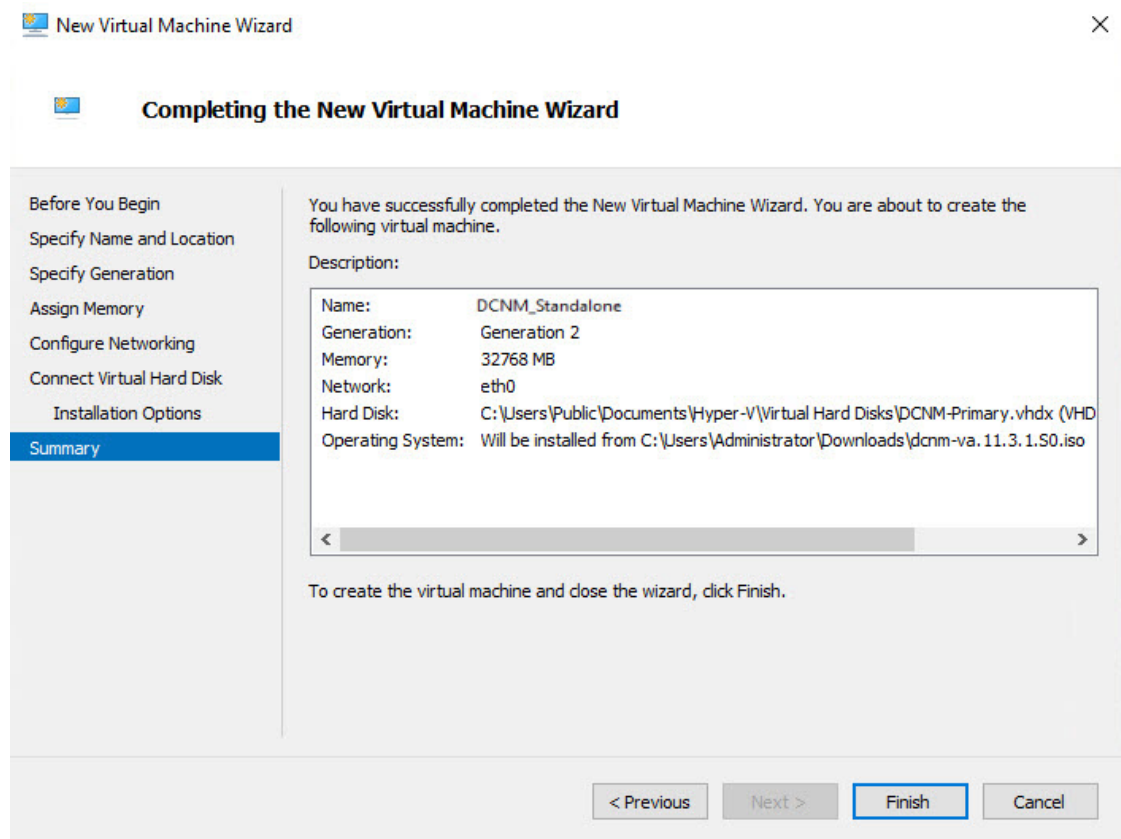 New Virtual Machine Wizard
Completing the New Virtual Machine Wizard
Before You Begin
Specify Name and Location
Specify Generation
Assign Memory
Configure Networking
Connect Virtual Hard Disk
Installation Options
Summary
You have successfully completed the New Virtual Machine Wizard. You are about to create the
following virtual machine.
Description:
Name: DCNM_Standalone
Generation: Generation 2
Memory: 32768 MB
Network: eth0
Hard Disk: C:\Users\Public\Documents\Hyper-V\Virtual Hard Disks\DCNM-Primary.vhdx (VHD
Operating System: Will be installed from C:\Users\Administrator\Downloads\dcnm-va.11.3.1.S0.iso
To create the virtual machine and close the wizard, click Finish.
< Previous Next > Finish Cancel